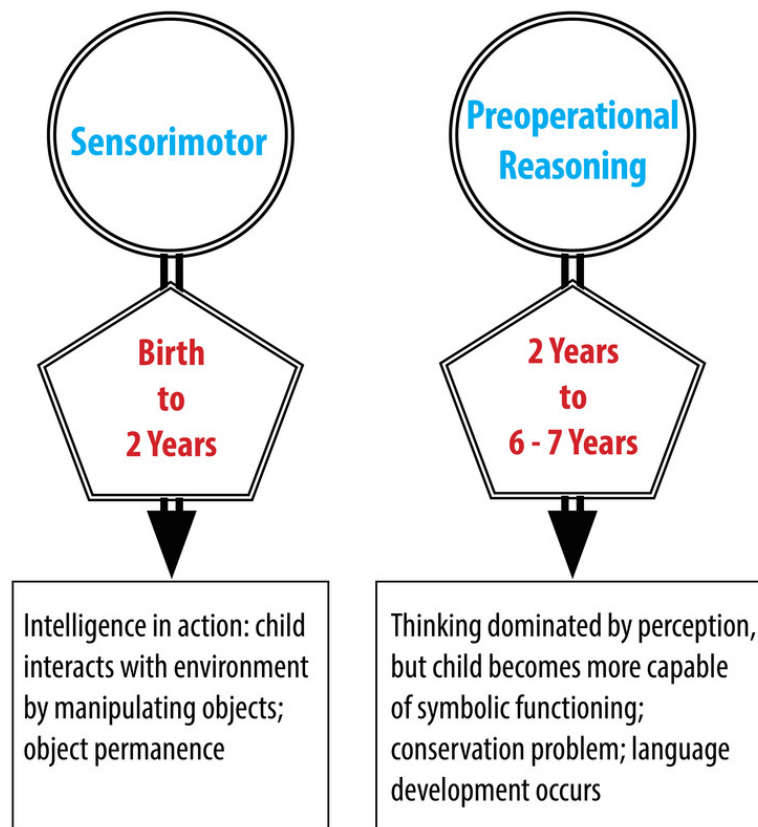 Sensorimotor
Preoperational
Reasoning
Birth
to
2 Years
2 Years
to
6 - 7 Years
Intelligence in action: child
interacts with environment
by manipulating objects;
object permanence
Thinking dominated by perception,
but child becomes more capable
of symbolic functioning;
conservation problem; language
development occurs